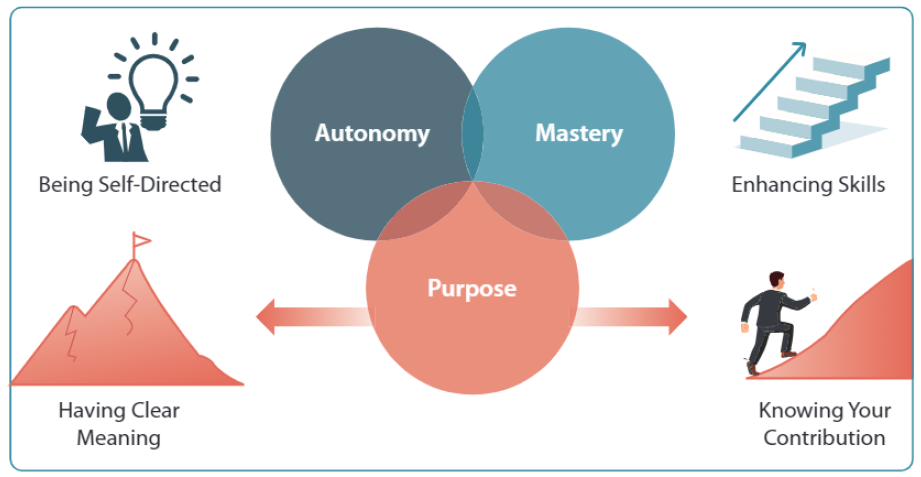 Autonomy
Mastery
Being Self-Directed
Enhancing Skills
Purpose
Having Clear
Meaning
Knowing Your
Contribution